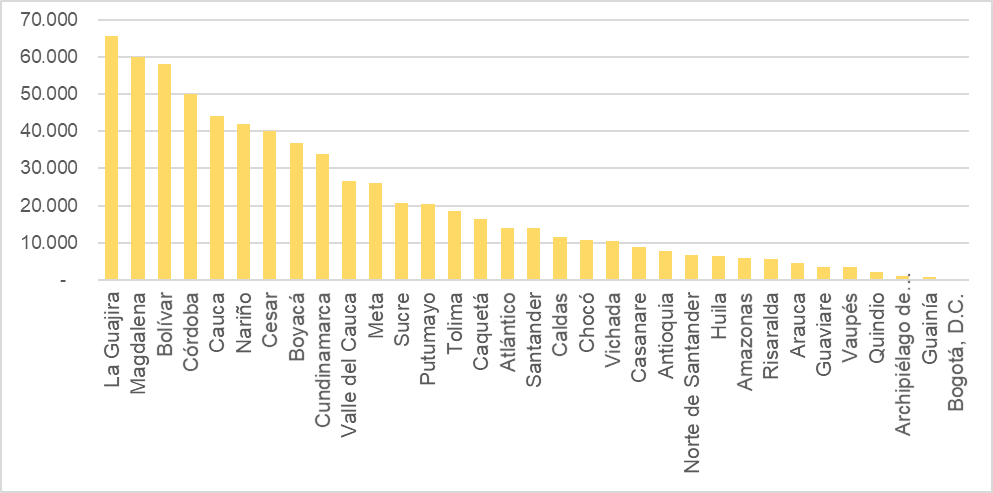 70.000
60.000
50.000
40.000
30.000
20.000
10.000
-
La Guajira
Magdalena
Bolívar
Córdoba
Cauca
Nariño
Cesar
Boyacá
Cundinamarca
Valle del Cauca
Meta
Sucre
Putumayo
Tolima
Caquetá
Atlántico
Santander
Caldas
Chocó
Vichada
Casanare
Antioquia
Norte de Santander
Huila
Amazonas
Risaralda
Arauca
Guaviare
Vaupés
Quindio
Archipiélago de…
Guainía
Bogotá, D.C.